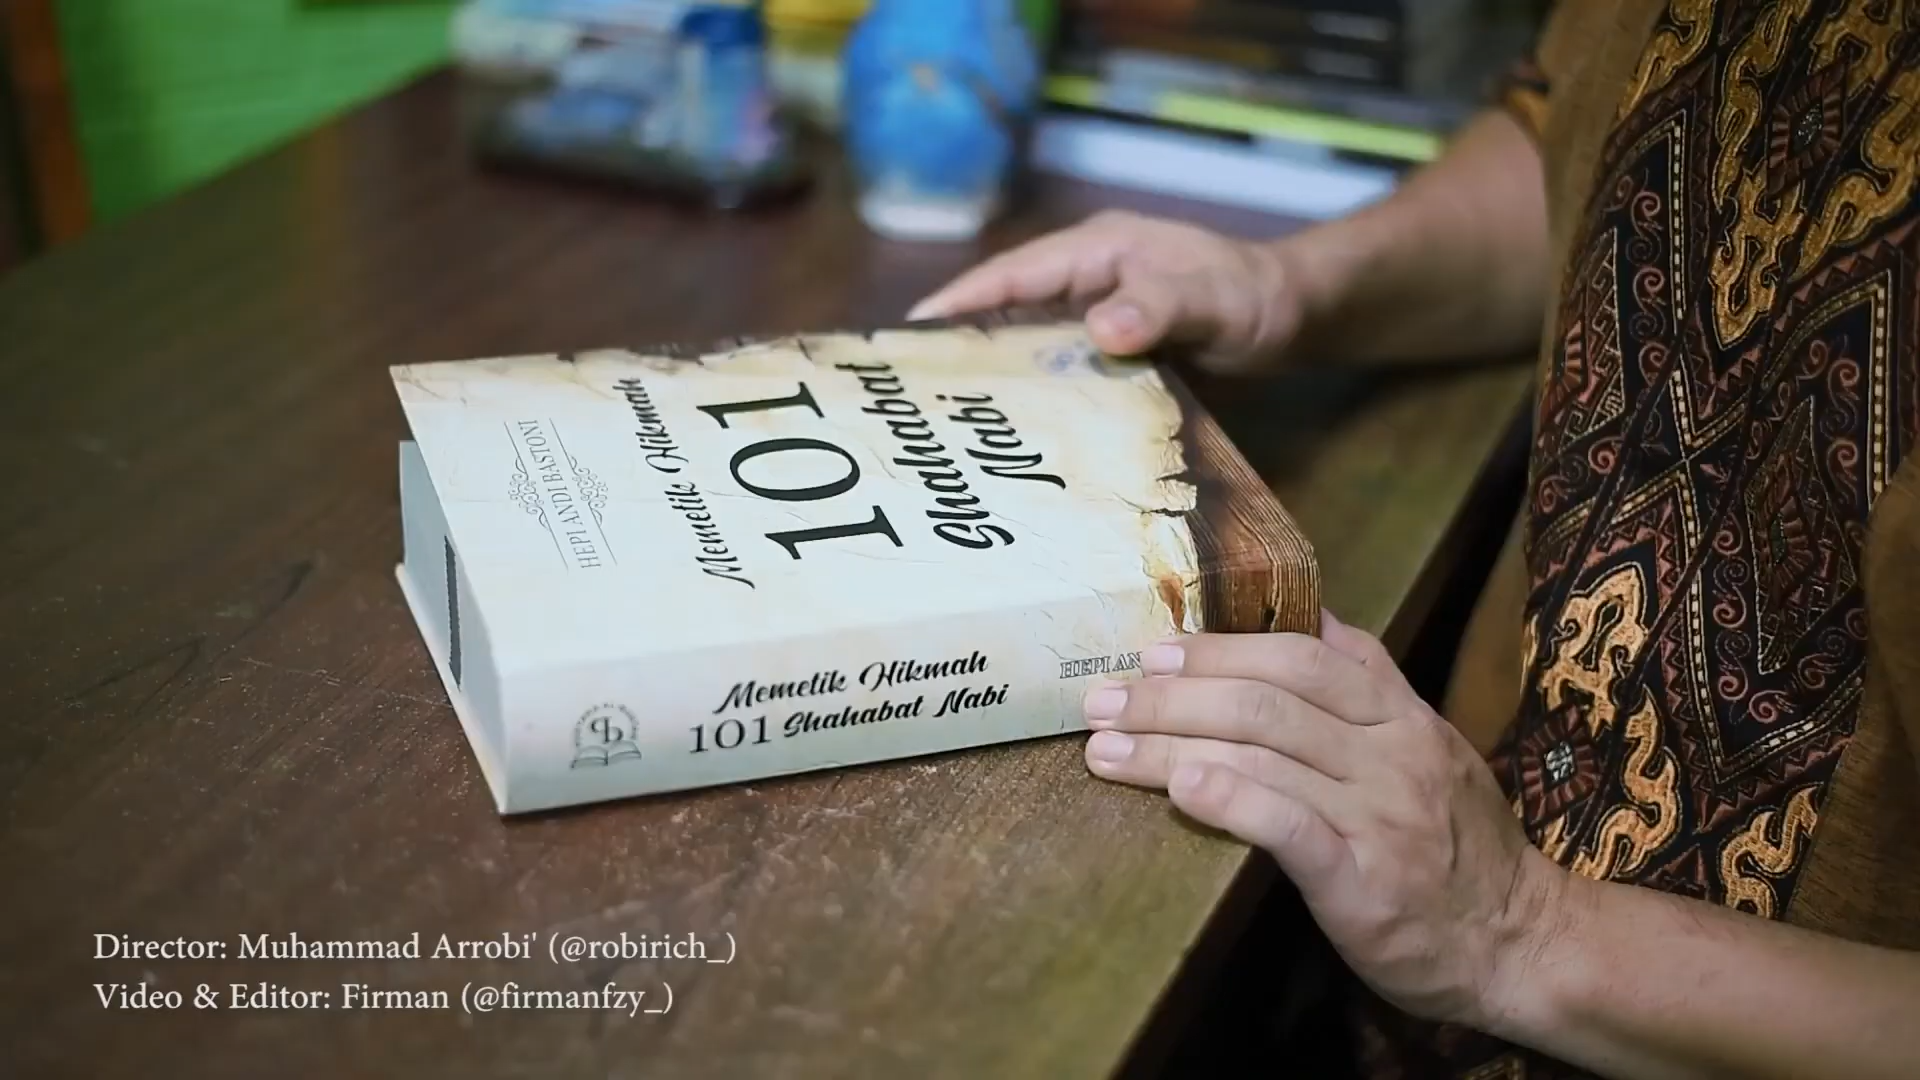 HEPI ANDI BASTONI
Memetik Hikmah
101
Shahabat
Nabi
Memetik Hikmah
101 Shahabat Nabi
HEPI AN
Director: Muhammad Arrobi' (@robirich_)
Video & Editor: Firman (@firmanfzy_)